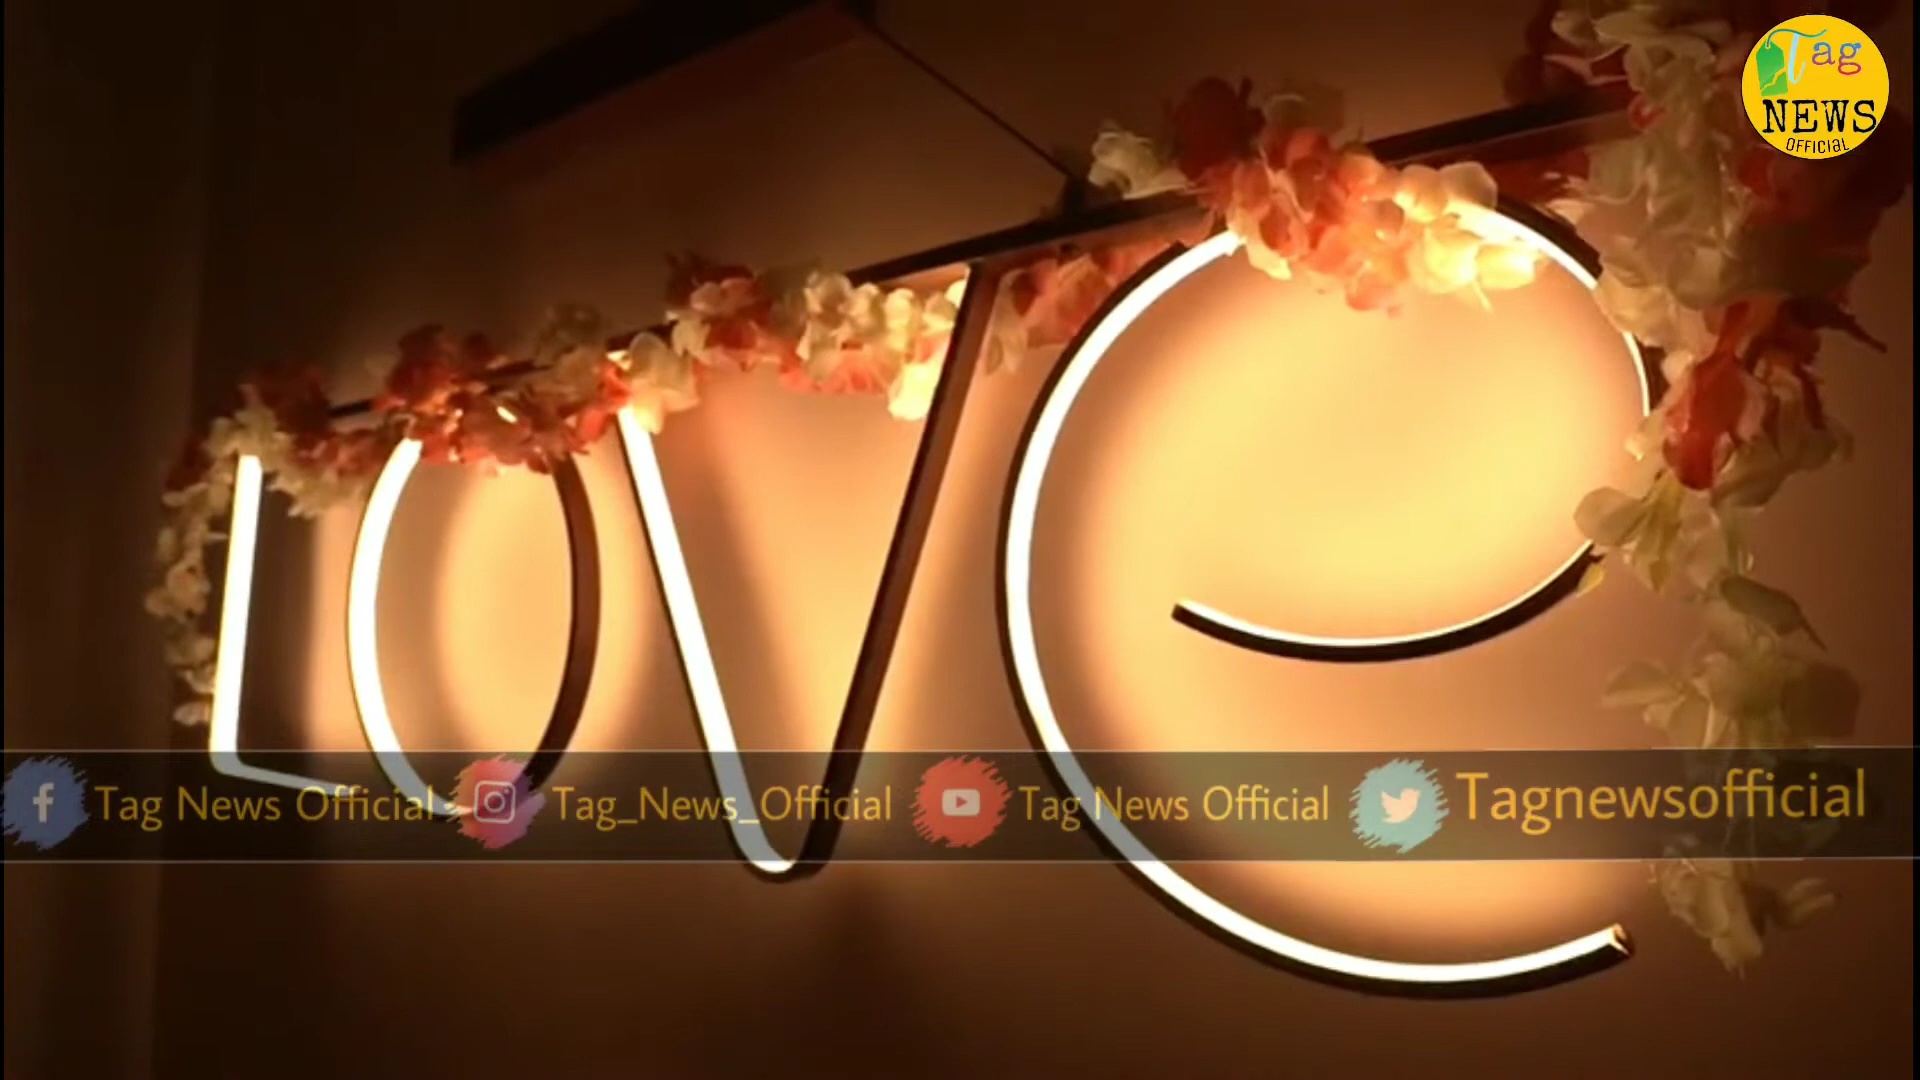 Tag
NEWS
OFFICIAL
LOVe
Tag News Official
Tag_News_Official
Tag News Official
Tagnewsofficial